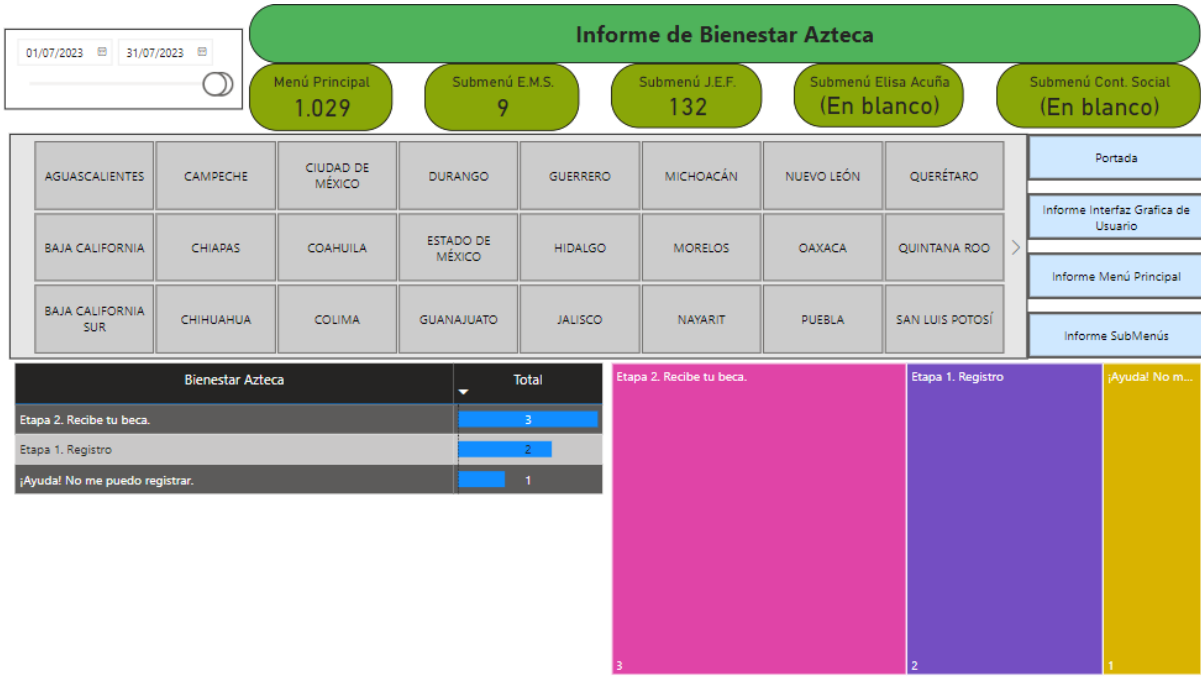 Informe de Bienestar Azteca
01/07/2023 31/07/2023
Menú Principal
1.029
Submenú E.M.S.
9
Submenú J.E.F.
132
Submenú Elisa Acuña
(En blanco)
Submenú Cont. Social
(En blanco)
AGUASCALIENTES
CAMPECHE
CIUDAD DE
MÉXICO
DURANGO
GUERRERO
MICHOACÁN
NUEVO LEÓN
QUERÉTARO
BAJA CALIFORNIA
CHIAPAS
COAHUILA
ESTADO DE
MÉXICO
HIDALGO
MORELOS
OAXACA
QUINTANA ROO
BAJA CALIFORNIA
SUR
CHIHUAHUA
COLIMA
GUANAJUATO
JALISCO
NAYARIT
PUEBLA
SAN LUIS POTOSÍ
Portada
Informe Interfaz Grafica de
Usuario
Informe Menú Principal
Informe SubMenús
Bienestar Azteca Total
Etapa 2. Recibe tu beca. 3
Etapa 1. Registro 2
¡Ayuda! No me puedo registrar. 1
Etapa 2. Recibe tu beca.
3
Etapa 1. Registro
2
¡Ayuda! No m...
1